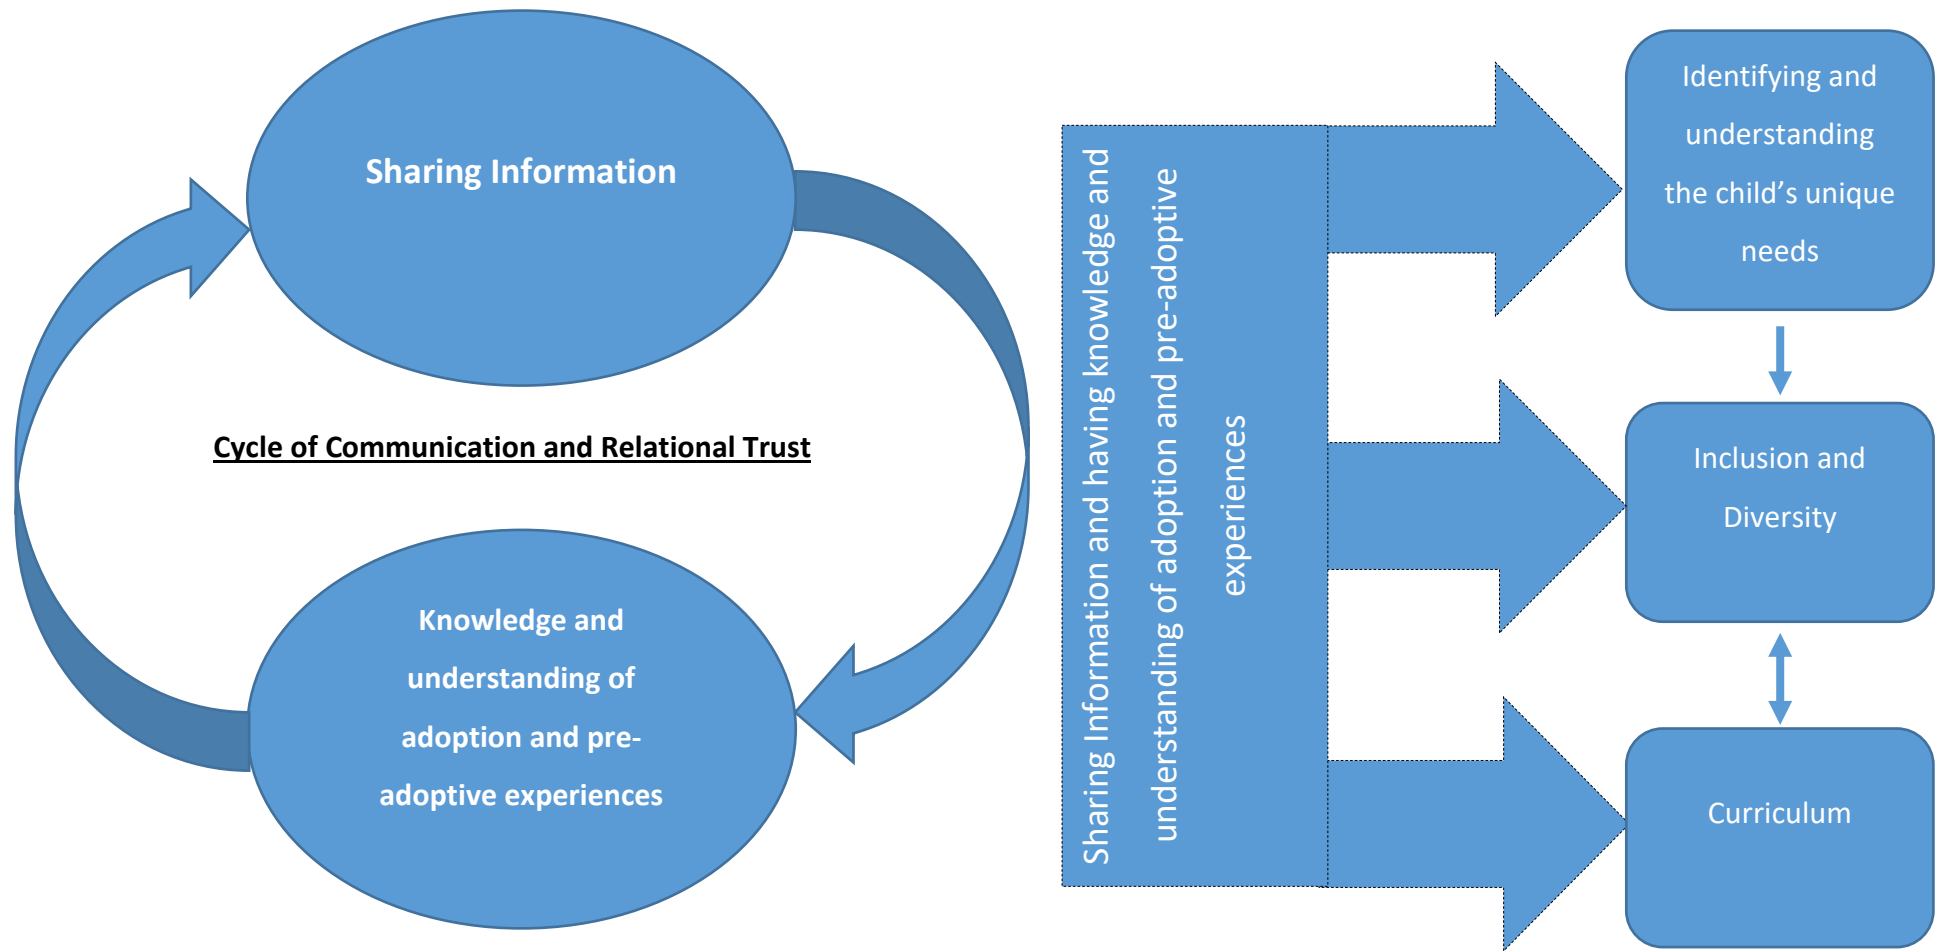 Sharing Information
Cycle of Communication and Relational Trust
Knowledge and
understanding of
adoption and pre-
adoptive experiences
Sharing Information and having knowledge and
understanding of adoption and pre-adoptive
experiences
Identifying and
understanding
the child’s unique
needs
Inclusion and
Diversity
Curriculum